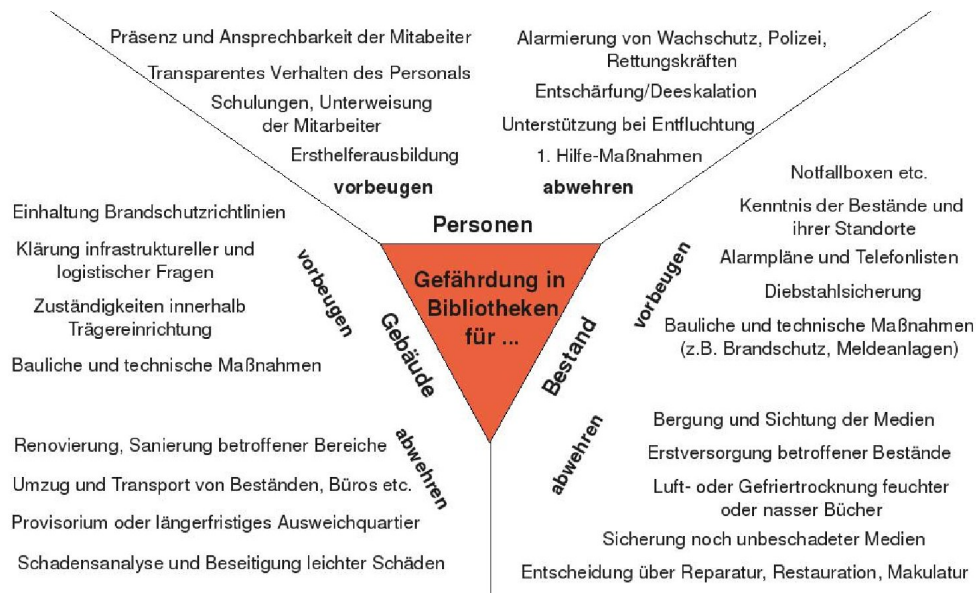 Präsenz und Ansprechbarkeit der Mitabeiter
Transparentes Verhalten des Personals
Schulungen, Unterweisung
der Mitarbeiter
Ersthelferausbildung
vorbeugen
Alarmierung von Wachschutz, Polizei,
Rettungskräften
Entschärfung/Deeskalation
Unterstützung bei Entfluchtung
1. Hilfe-Maßnahmen
abwehren
Personen
Gefährdung in
Bibliotheken
für ...
Einhaltung Brandschutzrichtlinien
Klärung infrastruktureller und
logistischer Fragen
Zuständigkeiten innerhalb
Trägereinrichtung
Bauliche und technische Maßnahmen
vorbeugen
Gebäude
Renovierung, Sanierung betroffener Bereiche
Umzug und Transport von Beständen, Büros etc.
Provisorium oder längerfristiges Ausweichquartier
Schadensanalyse und Beseitigung leichter Schäden
abwehren
Notfallboxen etc.
Kenntnis der Bestände und
ihrer Standorte
Alarmpläne und Telefonlisten
Diebstahlsicherung
Bauliche und technische Maßnahmen
(z.B. Brandschutz, Meldeanlagen)
vorbeugen
Bestand
abwehren
Bergung und Sichtung der Medien
Erstversorgung betroffener Bestände
Luft- oder Gefriertrocknung feuchter
oder nasser Bücher
Sicherung noch unbeschadeter Medien
Entscheidung über Reparatur, Restauration, Makulatur